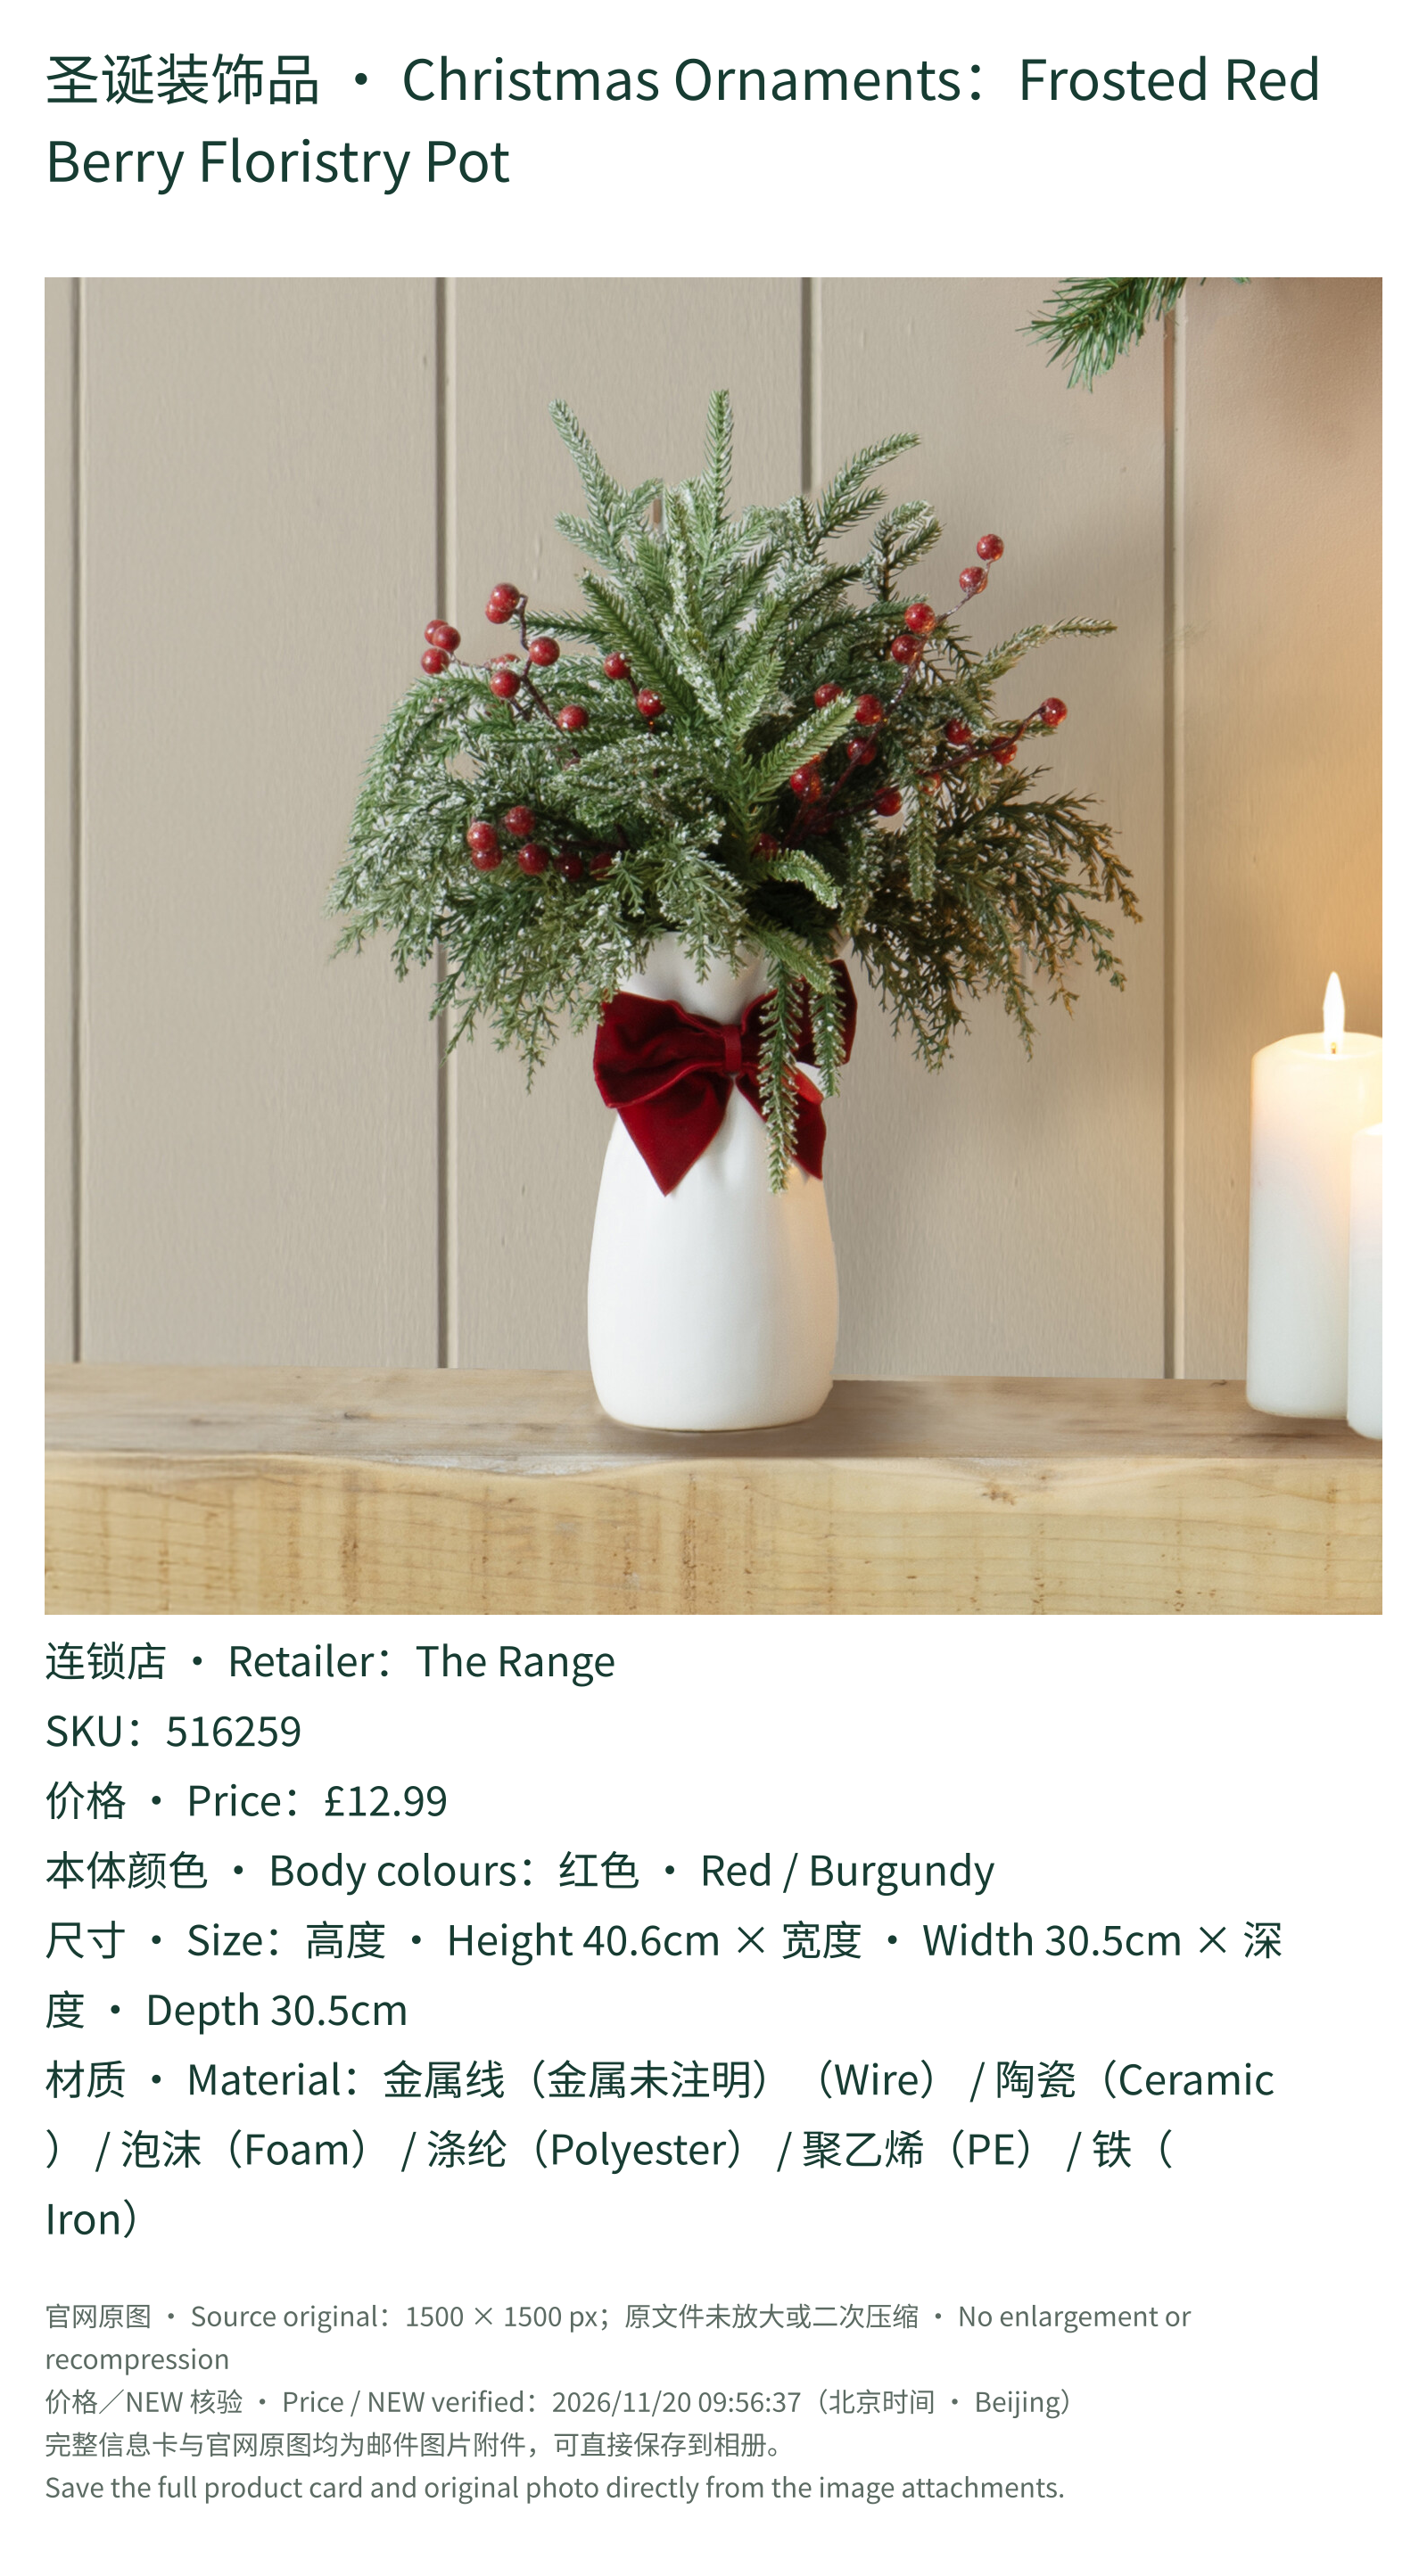 圣诞装饰品 · Christmas Ornaments：Frosted Red
Berry Floristry Pot
连锁店 · Retailer：The Range
SKU：516259
价格 · Price：£12.99
本体颜色 · Body colours：红色 · Red / Burgundy
尺寸 · Size：高度 · Height 40.6cm × 宽度 · Width 30.5cm × 深
度 · Depth 30.5cm
材质 · Material：金属线（金属未注明）（Wire） / 陶瓷（Ceramic
） / 泡沫（Foam） / 涤纶（Polyester） / 聚乙烯（PE） / 铁（
Iron）
官网原图 · Source original：1500 × 1500 px；原文件未放大或二次压缩 · No enlargement or
recompression
价格／NEW 核验 · Price / NEW verified：2026/11/20 09:56:37（北京时间 · Beijing）
完整信息卡与官网原图均为邮件图片附件，可直接保存到相册。
Save the full product card and original photo directly from the image attachments.